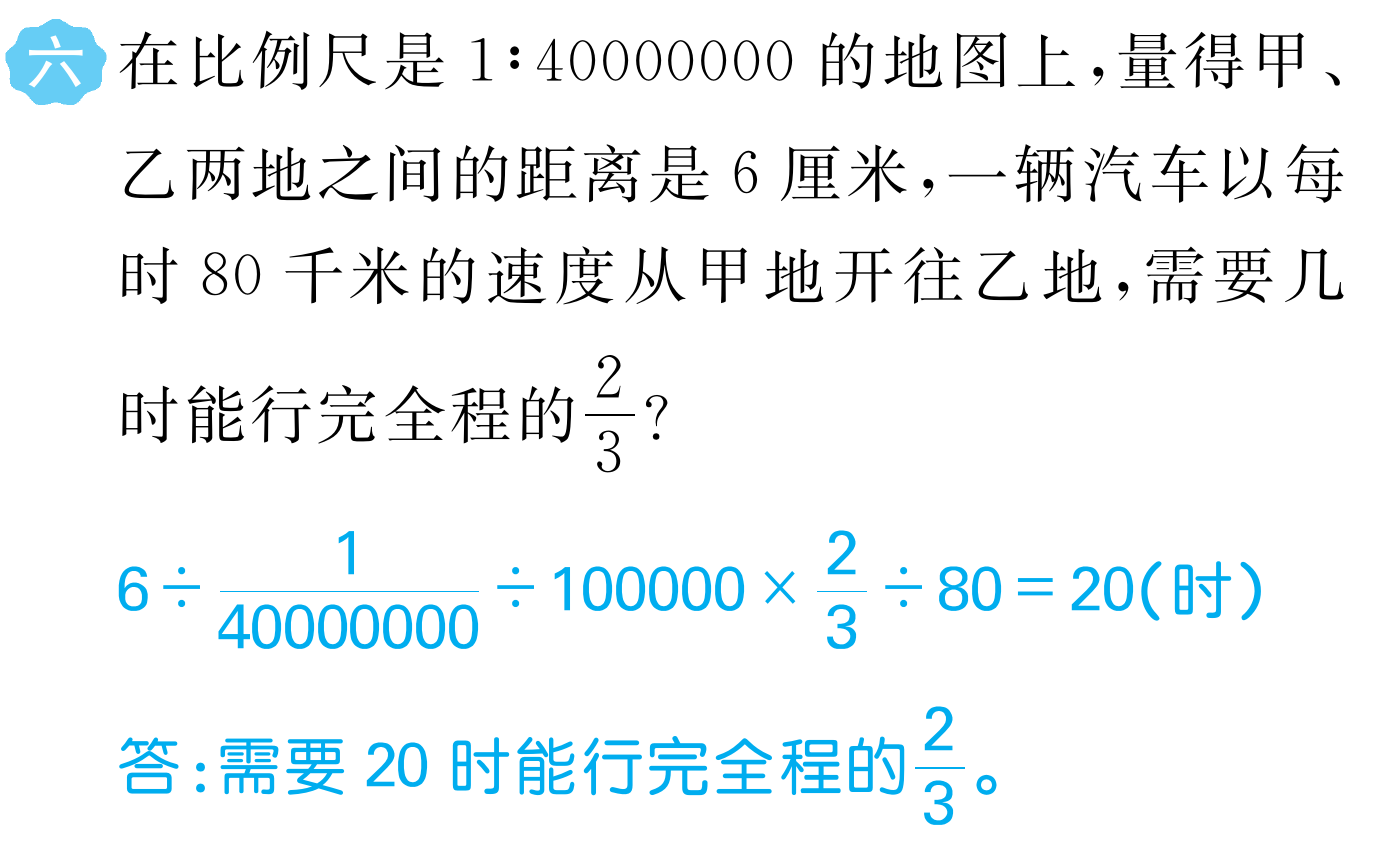 六 在比例尺是 1∶40000000 的地图上,量得甲、
乙两地之间的距离是 6 厘米,一辆汽车以每
时 80 千米的速度从甲地开往乙地,需要几
时能行完全程的2/3?
6÷1/40000000÷100000×2/3÷80=20(时)
答:需要 20 时能行完全程的2/3。